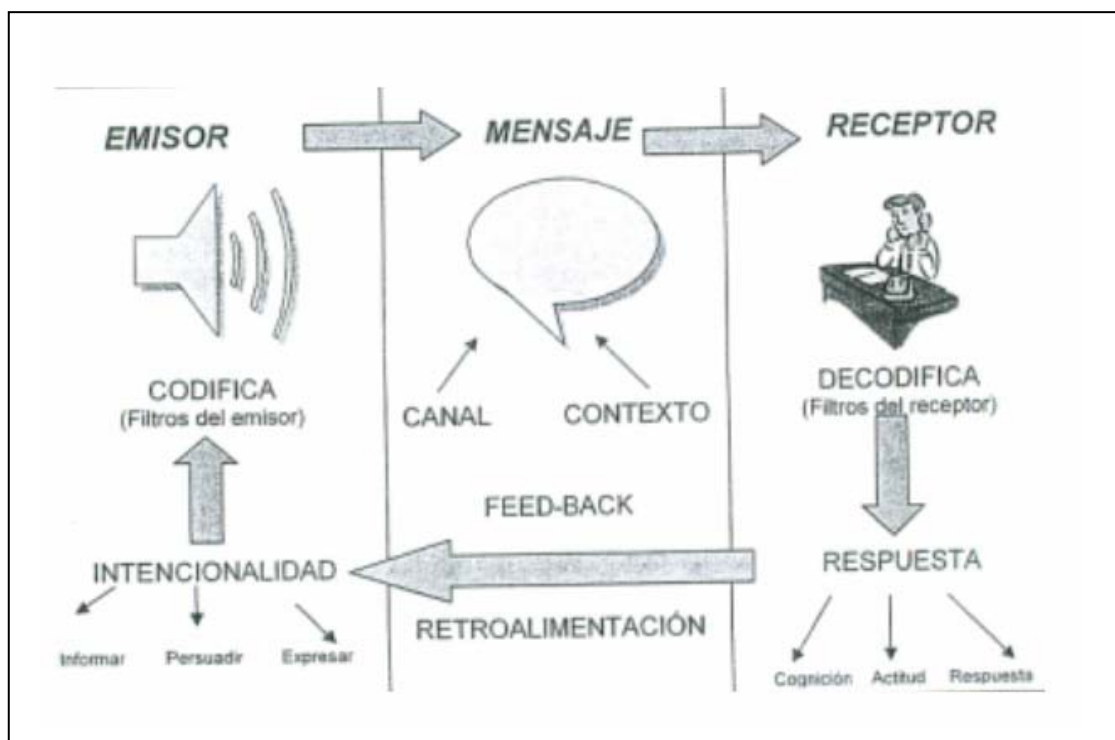 EMISOR
MENSAJE
RECEPTOR
CODIFICA
(Filtros del emisor)
CANAL
CONTEXTO
DECODIFICA
(Filtros del receptor)
FEED-BACK
INTENCIONALIDAD
RESPUESTA
RETROALIMENTACIÓN
Informar
Persuadir
Expresar
Cognición
Actitud
Respuesta